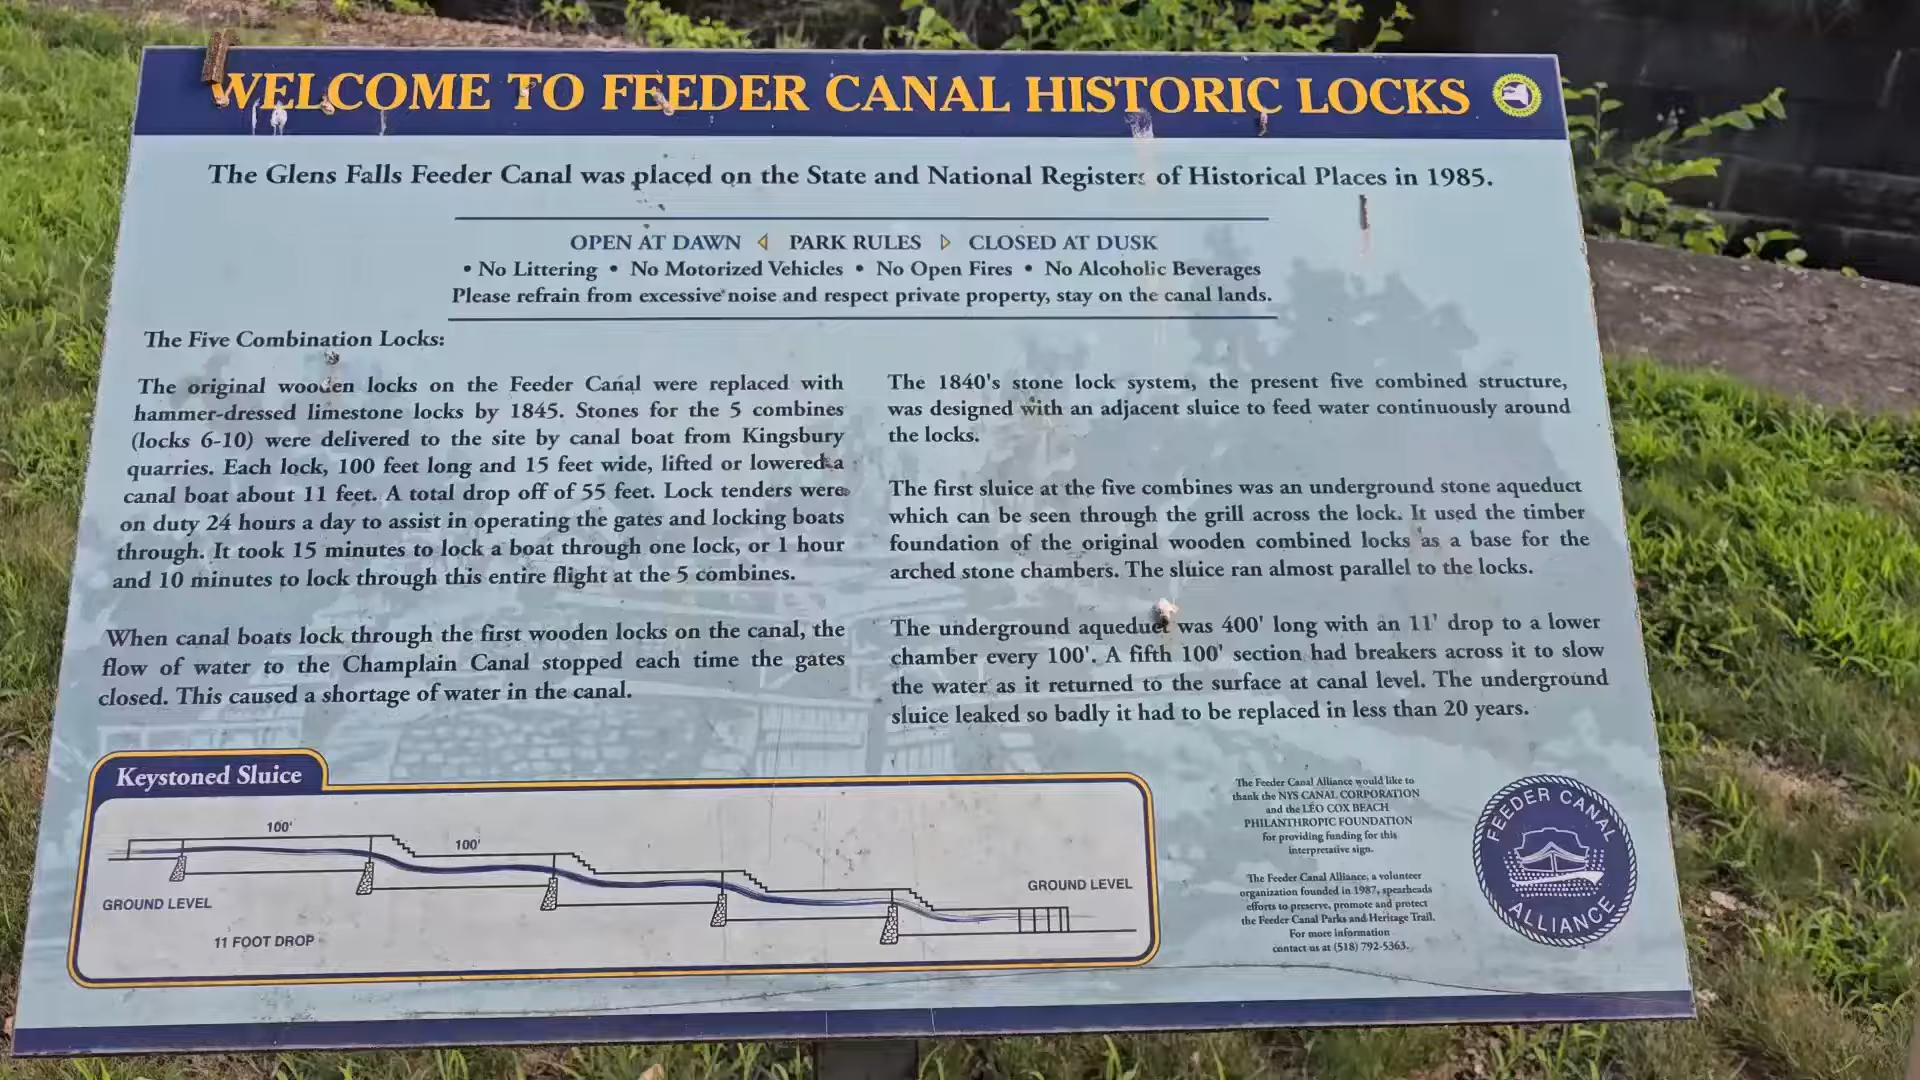 WELCOME TO FEEDER CANAL HISTORIC LOCKS
The Glens Falls Feeder Canal was placed on the State and National Registers of Historical Places in 1985.
OPEN AT DAWN ◁ PARK RULES ▷ CLOSED AT DUSK
• No Littering • No Motorized Vehicles • No Open Fires • No Alcoholic Beverages
Please refrain from excessive noise and respect private property, stay on the canal lands.
The Five Combination Locks:
The original wooden locks on the Feeder Canal were replaced with
hammer-dressed limestone locks by 1845. Stones for the 5 combines
(locks 6-10) were delivered to the site by canal boat from Kingsbury
quarries. Each lock, 100 feet long and 15 feet wide, lifted or lowered a
canal boat about 11 feet. A total drop off of 55 feet. Lock tenders were
on duty 24 hours a day to assist in operating the gates and locking boats
through. It took 15 minutes to lock a boat through one lock, or 1 hour
and 10 minutes to lock through this entire flight at the 5 combines.
When canal boats lock through the first wooden locks on the canal, the
flow of water to the Champlain Canal stopped each time the gates
closed. This caused a shortage of water in the canal.
The 1840's stone lock system, the present five combined structure,
was designed with an adjacent sluice to feed water continuously around
the locks.
The first sluice at the five combines was an underground stone aqueduct
which can be seen through the grill across the lock. It used the timber
foundation of the original wooden combined locks as a base for the
arched stone chambers. The sluice ran almost parallel to the locks.
The underground aqueduct was 400' long with an 11' drop to a lower
chamber every 100'. A fifth 100' section had breakers across it to slow
the water as it returned to the surface at canal level. The underground
sluice leaked so badly it had to be replaced in less than 20 years.
Keystoned Sluice
100'
100'
GROUND LEVEL
11 FOOT DROP
GROUND LEVEL
The Feeder Canal Alliance would like to
thank the NYS CANAL CORPORATION
and the LEO COX BEACH
PHILANTHROPIC FOUNDATION
for providing funding for this
interpretative sign.
The Feeder Canal Alliance, a volunteer
organization founded in 1987, spearheads
efforts to preserve, promote and protect
the Feeder Canal Parks and Heritage Trail.
For more information
contact us at (518) 792-5363.
FEEDER CANAL
ALLIANCE